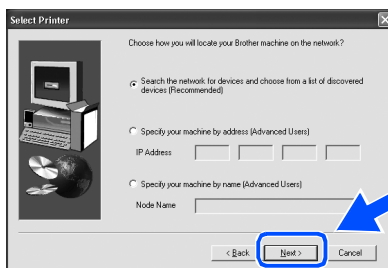 Select Printer
Choose how you will locate your Brother machine on the network?
Search the network for devices and choose from a list of discovered
devices (Recommended)
Specify your machine by address (Advanced Users)
IP Address
Specify your machine by name (Advanced Users)
Node Name
< Back
Next >
Cancel